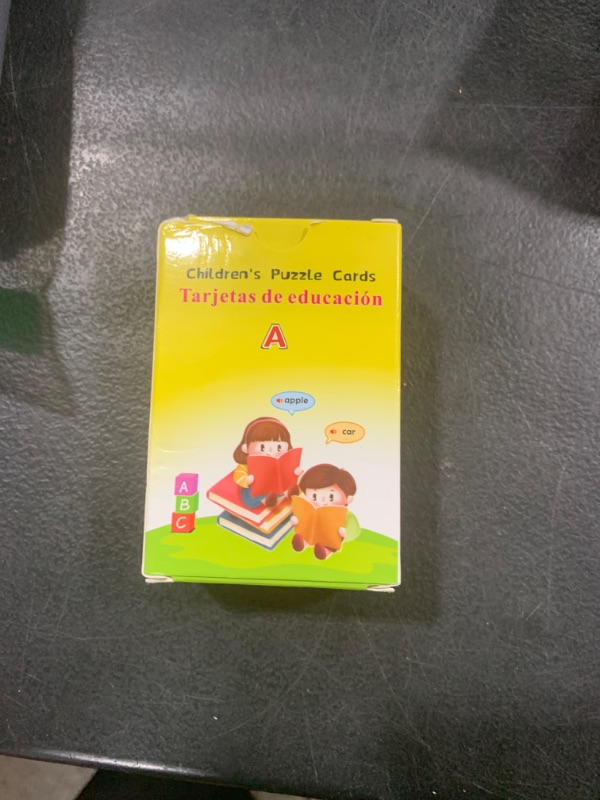 Children's Puzzle Cards
Tarjetas de educación
A
apple
car
A
B
C